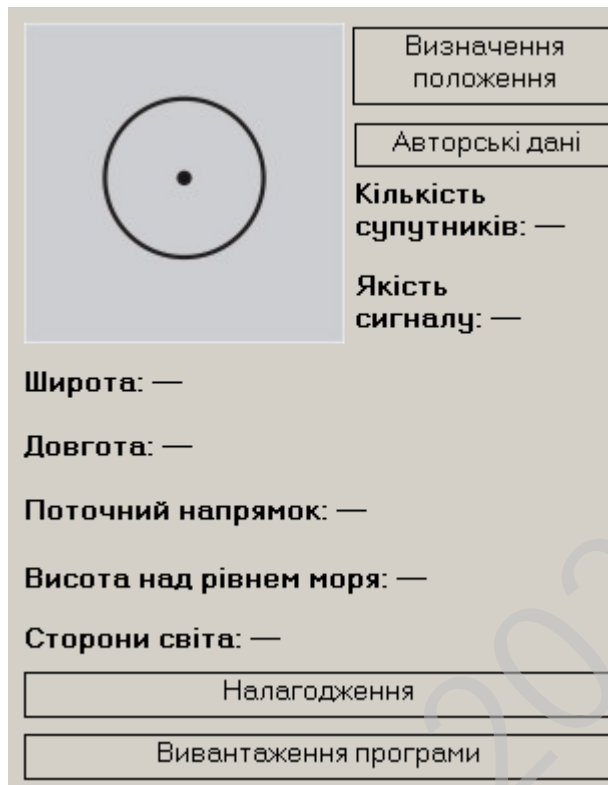 Визначення
положення
Авторські дані
Кількість
супутників: —
Якість
сигналу: —
Широта: —
Довгота: —
Поточний напрямок: —
Висота над рівнем моря: —
Сторони світа: —
Налагодження
Вивантаження програми